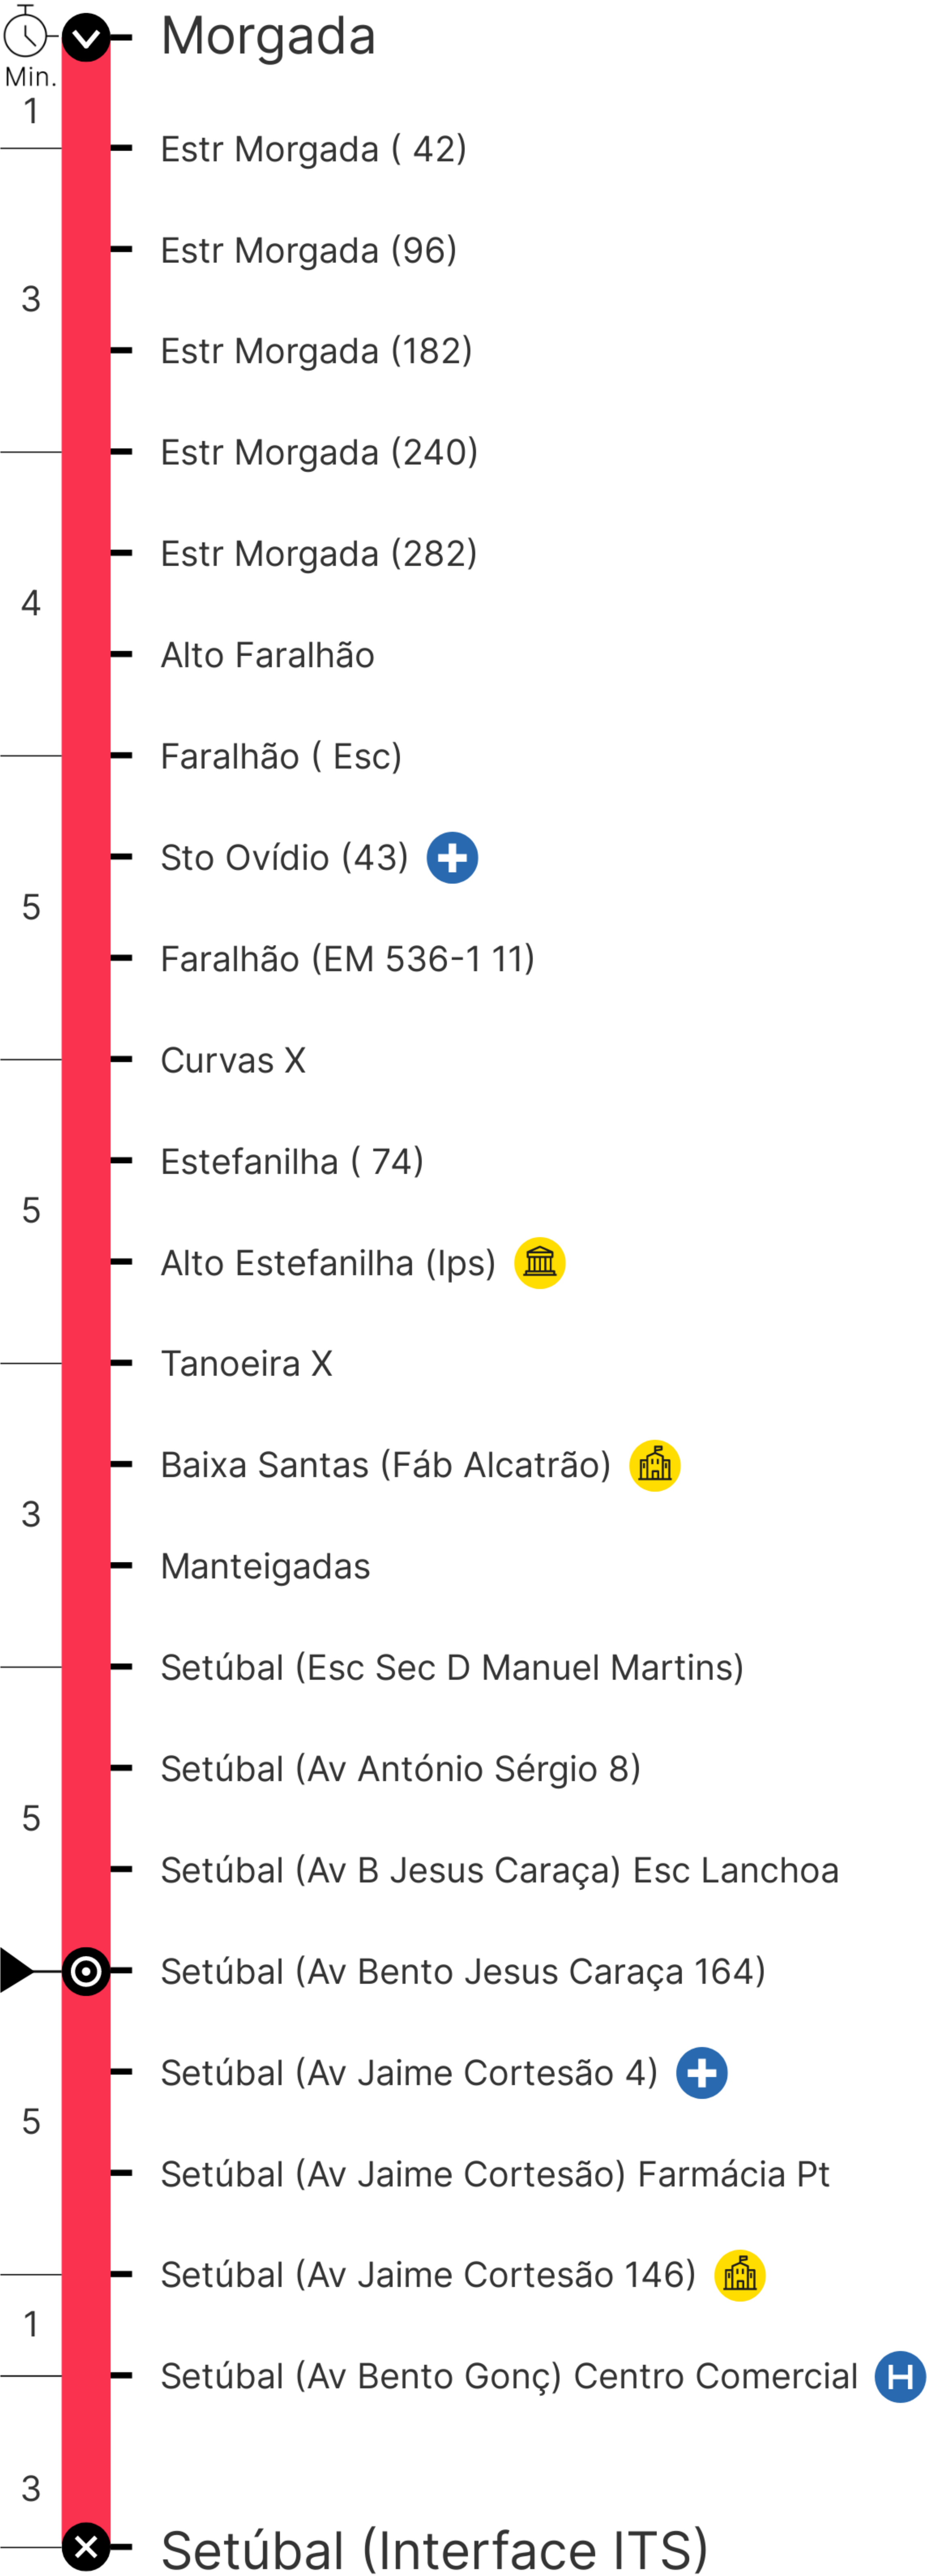 Morgada
Min.
1
Estr Morgada ( 42)
Estr Morgada (96)
3
Estr Morgada (182)
Estr Morgada (240)
Estr Morgada (282)
4
Alto Faralhão
Faralhão ( Esc)
Sto Ovídio (43)
5
Faralhão (EM 536-1 11)
Curvas X
Estefanilha ( 74)
5
Alto Estefanilha (Ips)
Tanoeira X
Baixa Santas (Fáb Alcatrão)
3
Manteigadas
Setúbal (Esc Sec D Manuel Martins)
Setúbal (Av António Sérgio 8)
5
Setúbal (Av B Jesus Caraça) Esc Lanchoa
Setúbal (Av Bento Jesus Caraça 164)
Setúbal (Av Jaime Cortesão 4)
5
Setúbal (Av Jaime Cortesão) Farmácia Pt
Setúbal (Av Jaime Cortesão 146)
1
Setúbal (Av Bento Gonç) Centro Comercial H
3
Setúbal (Interface ITS)